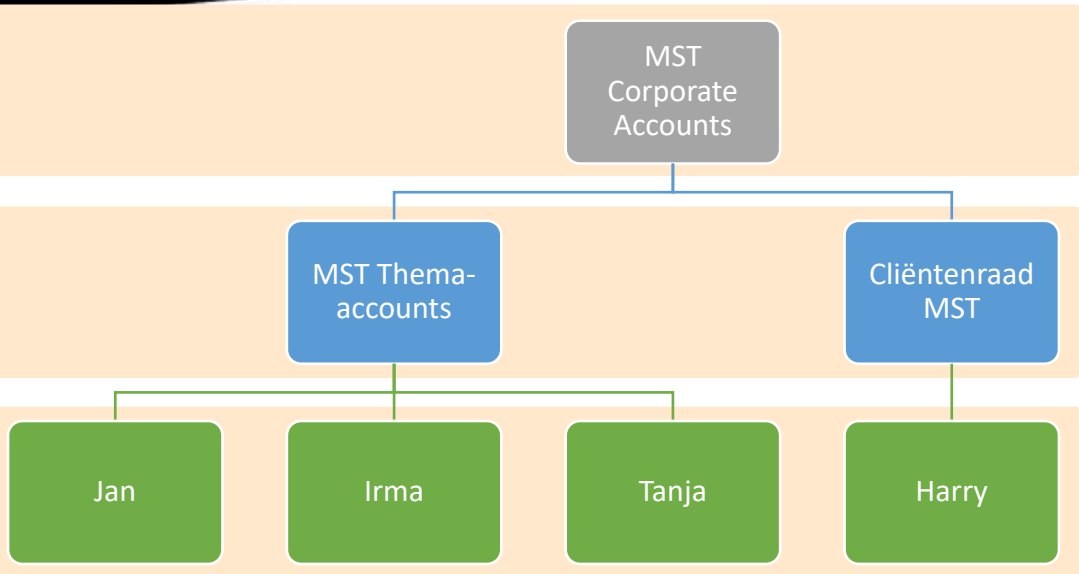 MST
Corporate
Accounts
MST Thema-
accounts
Cliëntenraad
MST
Jan
Irma
Tanja
Harry